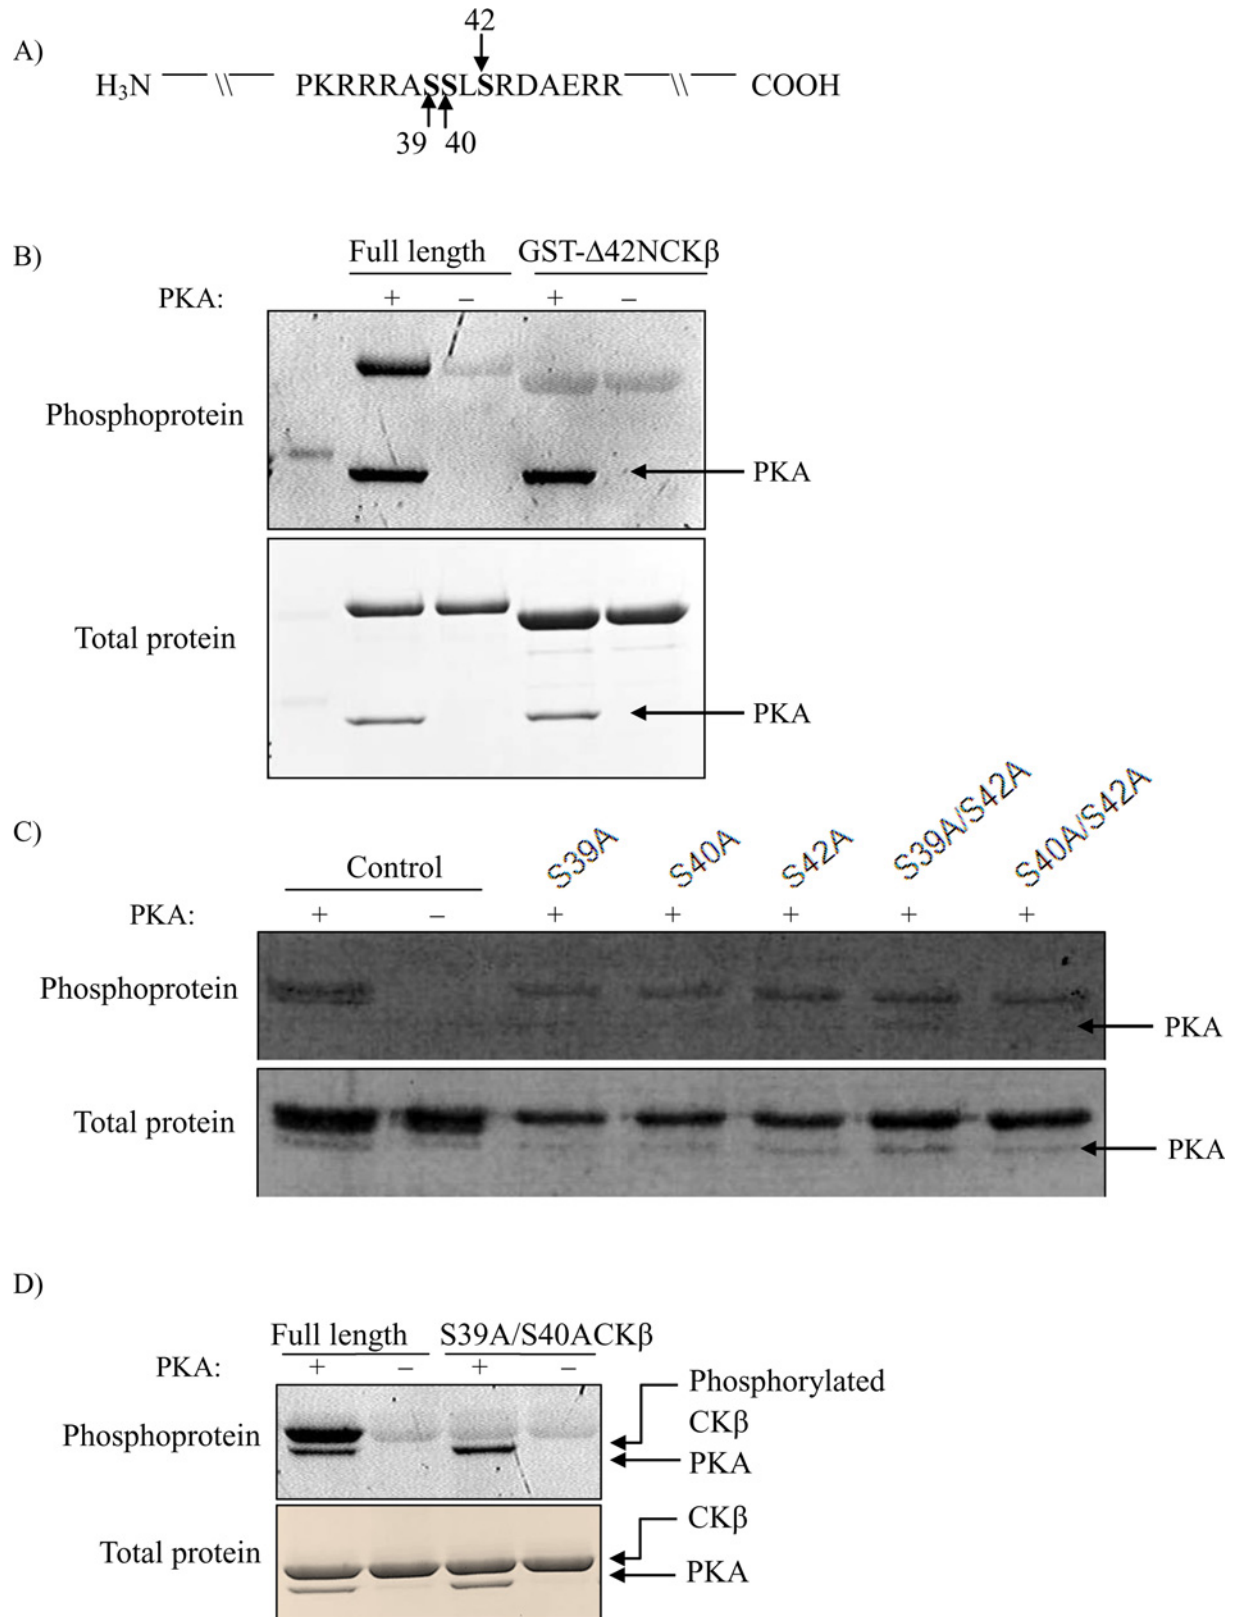 A)
42
H₃N
\\
PKRRRASSLSRDAERR
\\
COOH
39 40
B)
Full length GST-Δ42NCKβ
PKA: + – + –
Phosphoprotein
PKA
Total protein
PKA
C)
Control S39A S40A S42A S39A/S42A S40A/S42A
PKA: + – + + + + +
Phosphoprotein
PKA
Total protein
PKA
D)
Full length S39A/S40ACKβ
PKA: + – + –
Phosphorylated
CKβ
Phosphoprotein
PKA
CKβ
Total protein
PKA